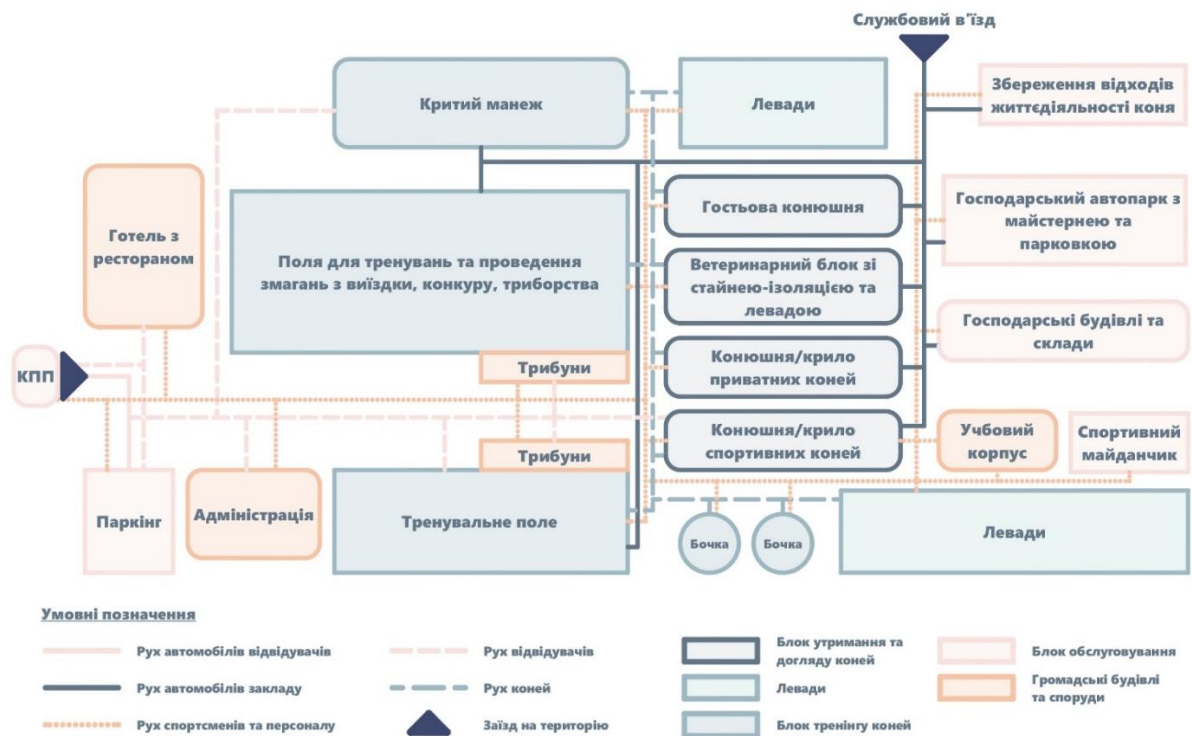 Службовий в'їзд
Критий манеж
Левади
Збереження відходів
життєдіяльності коня
Готель з
рестораном
Поля для тренувань та проведення
змагань з виїздки, конкуру, триборства
Гостьова конюшня
Господарський автопарк з
майстернею та
парковкою
Ветеринарний блок зі
стайнею-ізоляцією та
левадою
Господарські будівлі та
склади
КПП
Трибуни
Конюшня/крило
приватних коней
Трибуни
Конюшня/крило
спортивних коней
Учбовий
корпус
Спортивний
майданчик
Паркінг
Адміністрація
Тренувальне поле
Бочка
Бочка
Левади
Умовні позначення
Рух автомобілів відвідувачів
Рух автомобілів закладу
Рух спортсменів та персоналу
Рух відвідувачів
Рух коней
Заїзд на територію
Блок утримання та
догляду коней
Левади
Блок тренінгу коней
Блок обслуговування
Громадські будівлі
та споруди